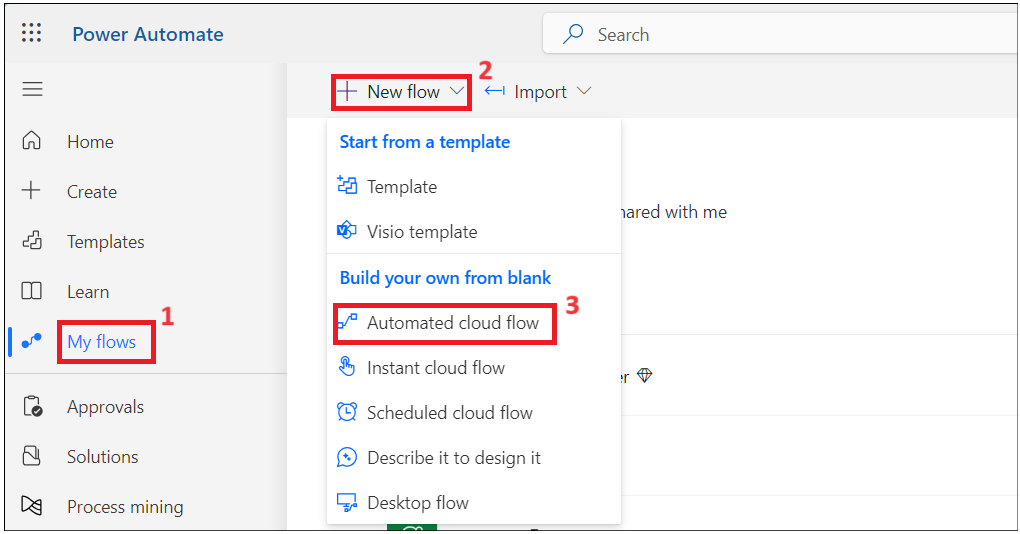 Power Automate
Search
2
New flow
Import
Home
Create
Templates
Learn
1
My flows
Approvals
Solutions
Process mining
Start from a template
Template
Visio template
Build your own from blank
3
Automated cloud flow
Instant cloud flow
Scheduled cloud flow
Describe it to design it
Desktop flow
with me